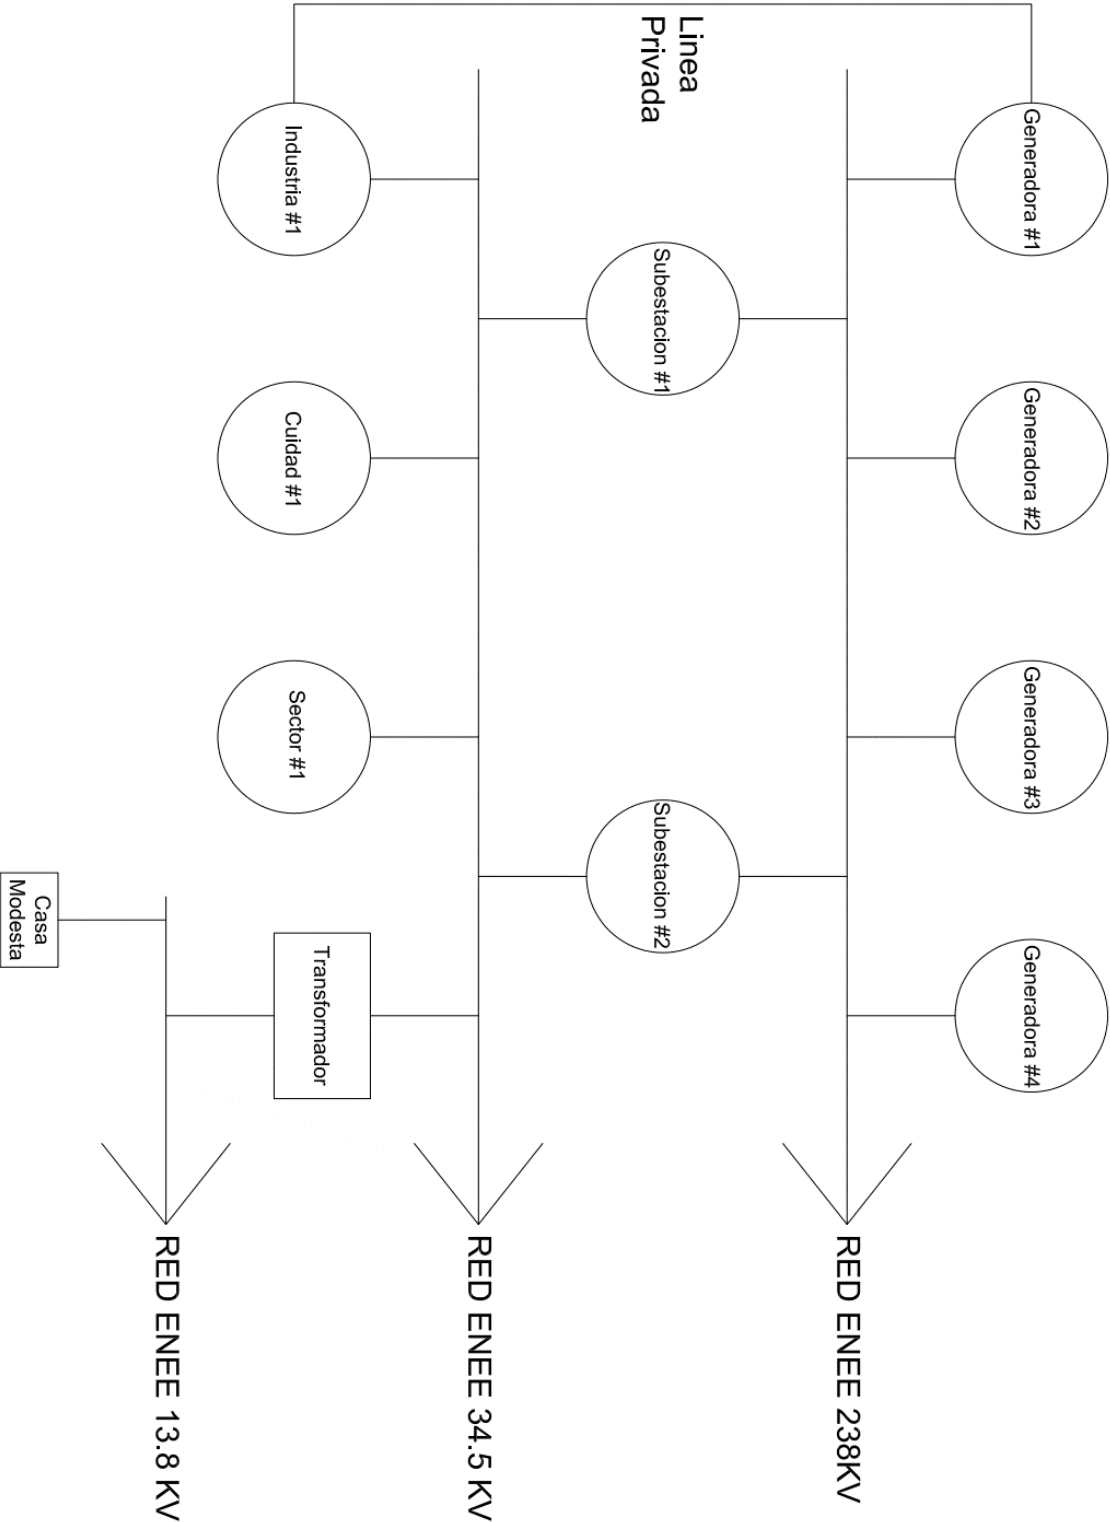 Generadora #1
Generadora #2
Generadora #3
Generadora #4
RED ENEE 238KV
Linea
Privada
Subestacion #1
Subestacion #2
RED ENEE 34.5 KV
Industria #1
Cuidad #1
Sector #1
Transformador
RED ENEE 13.8 KV
Casa
Modesta